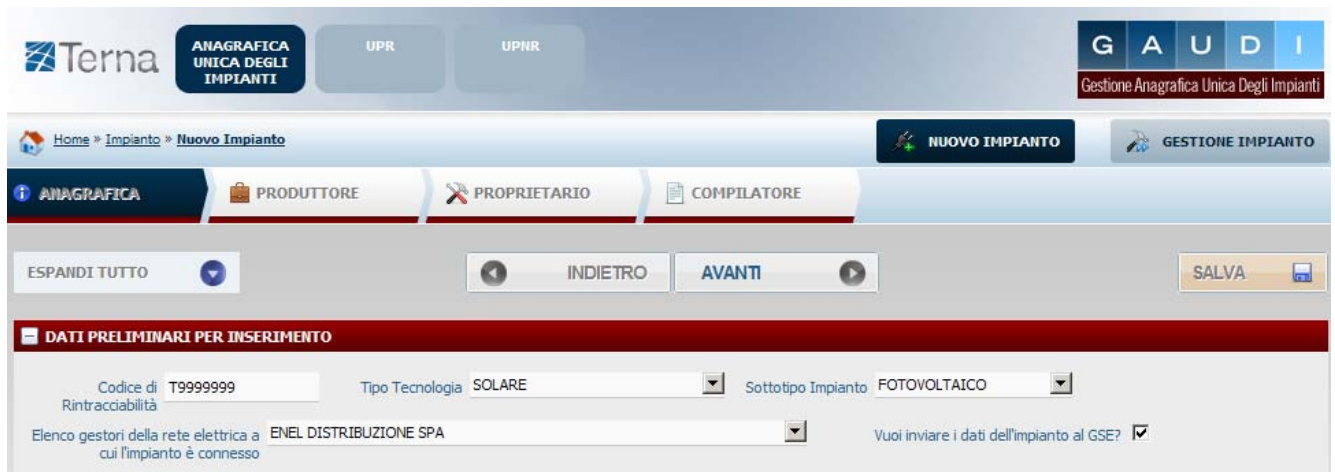 Terna
ANAGRAFICA
UNICA DEGLI
IMPIANTI
UPR
UPNR
G A U D I
Gestione Anagrafica Unica Degli Impianti
Home » Impianto » Nuovo Impianto
NUOVO IMPIANTO
GESTIONE IMPIANTO
ANAGRAFICA
PRODUTTORE
PROPRIETARIO
COMPILATORE
ESPANDI TUTTO
INDIETRO
AVANTI
SALVA
DATI PRELIMINARI PER INSERIMENTO
Codice di
Rintracciabilità
T9999999
Tipo Tecnologia
SOLARE
Sottotipo Impianto
FOTOVOLTAICO
Elenco gestori della rete elettrica a
cui l'impianto è connesso
ENEL DISTRIBUZIONE SPA
Vuoi inviare i dati dell'impianto al GSE?